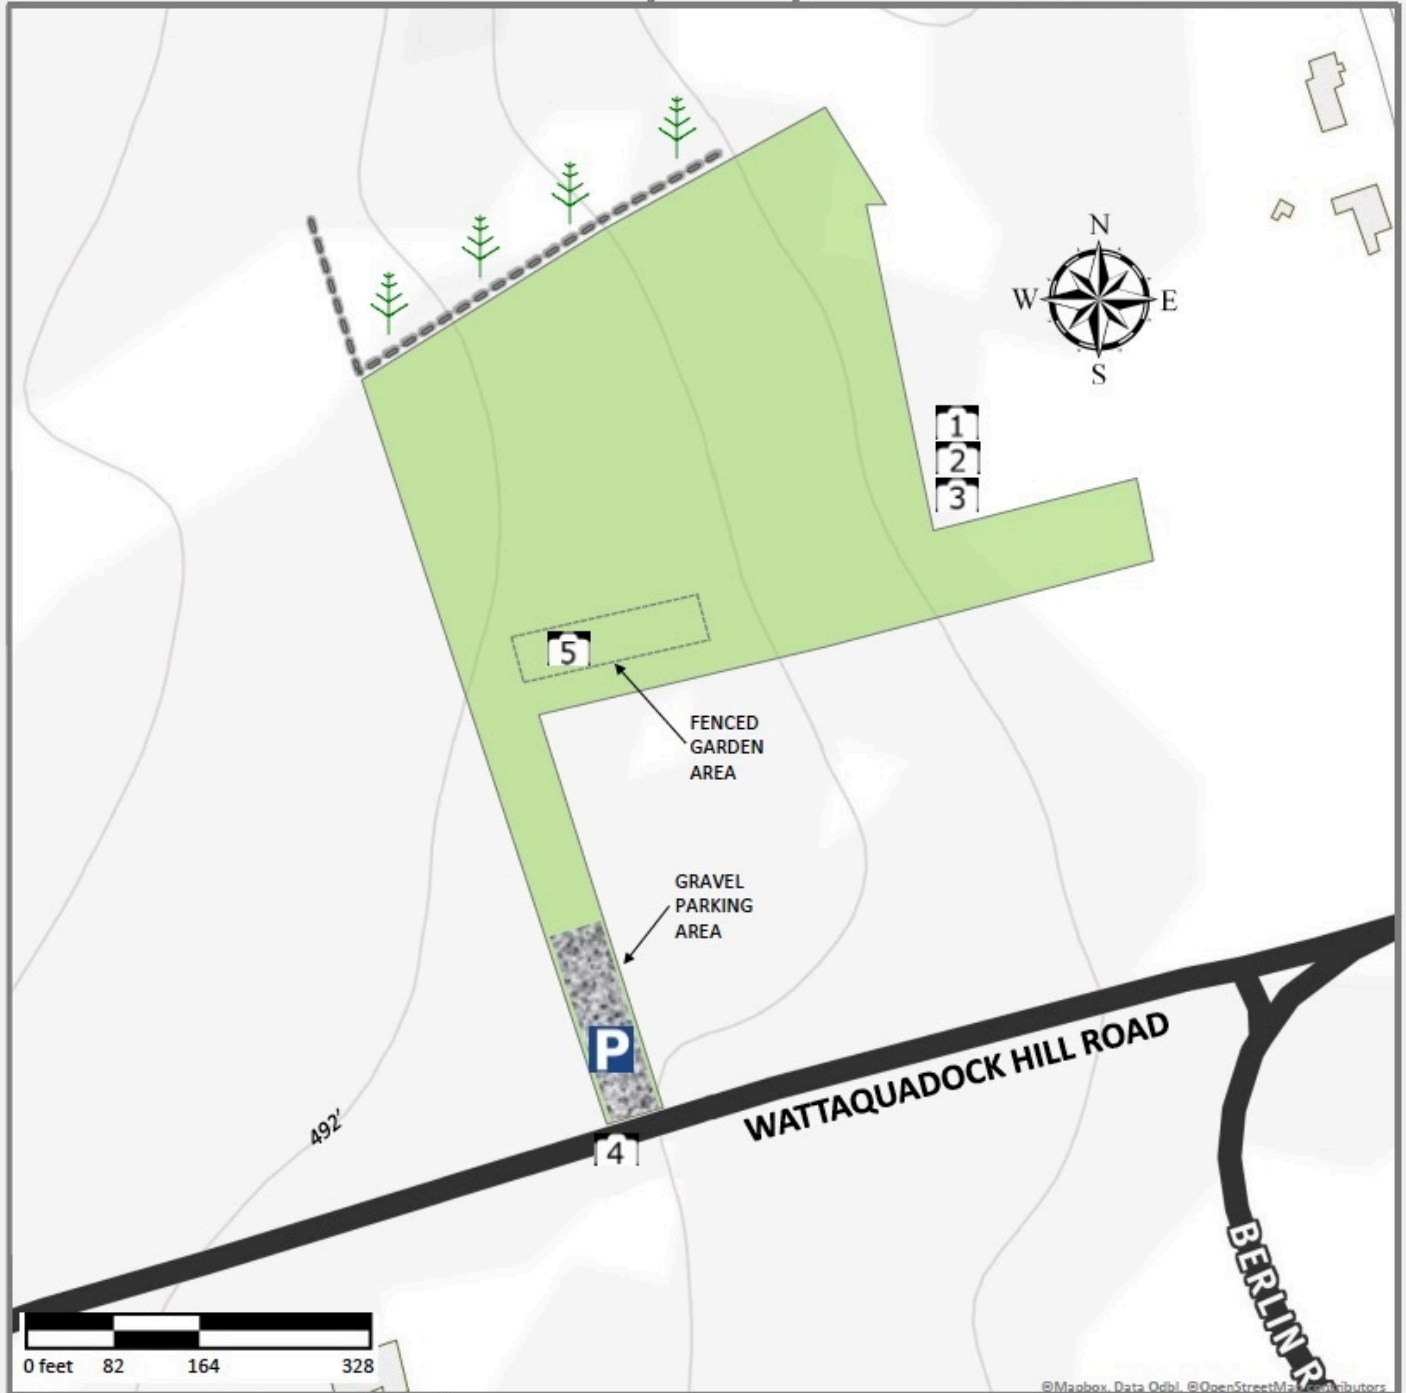 N
W
E
S
1
2
3
5
FENCED
GARDEN
AREA
GRAVEL
PARKING
AREA
P
WATTAQUADOCK HILL ROAD
492'
4
BERLIN R
0 feet 82 164 328
©Mapbox, Data Odbl, ©OpenStreetMap contributors